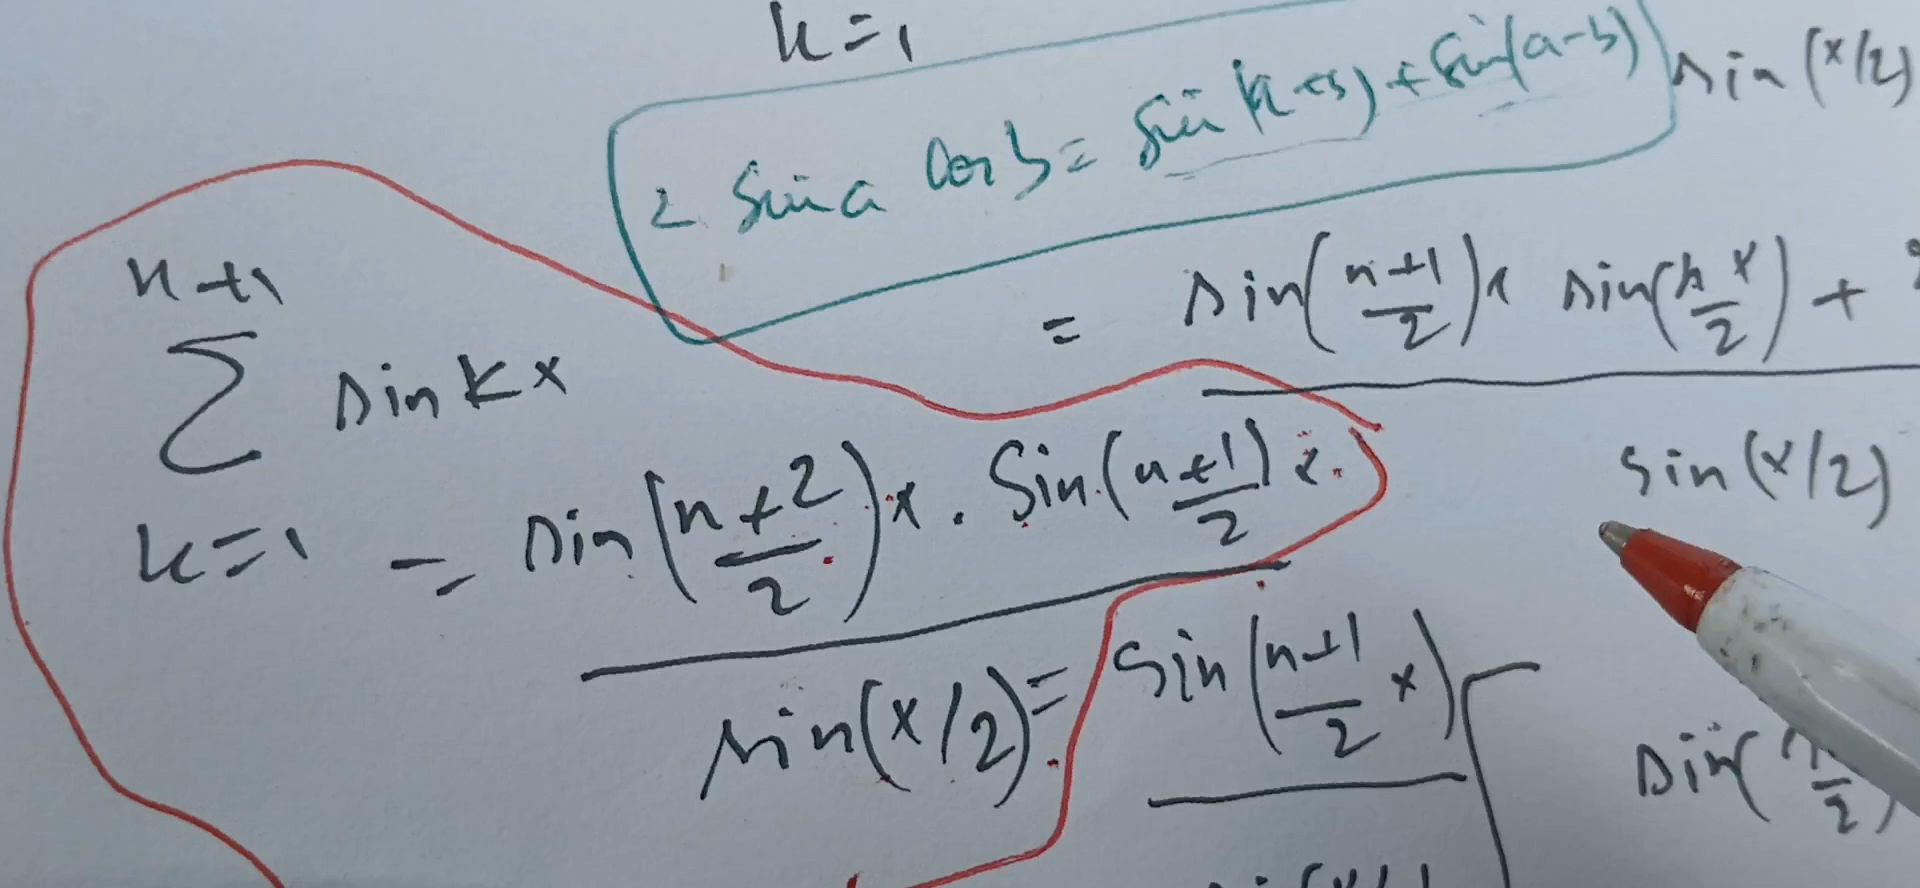 k=1
2 Sin a Cos b = Sin(a+b) + Sin(a-b)
sin (x/2)
n+1
∑ sin kx
k=1
= sin((n+1)/2)x sin(nx/2) +
sin (x/2)
= sin((n+2)/2)x . Sin.((n+1)/2)x.
sin(x/2)
= Sin((n+1)/2 x) [
sin(